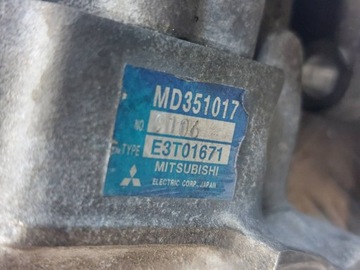 MD351017
NO
TYPE E3T01671
MITSUBISHI
ELECTRIC CORP. JAPAN